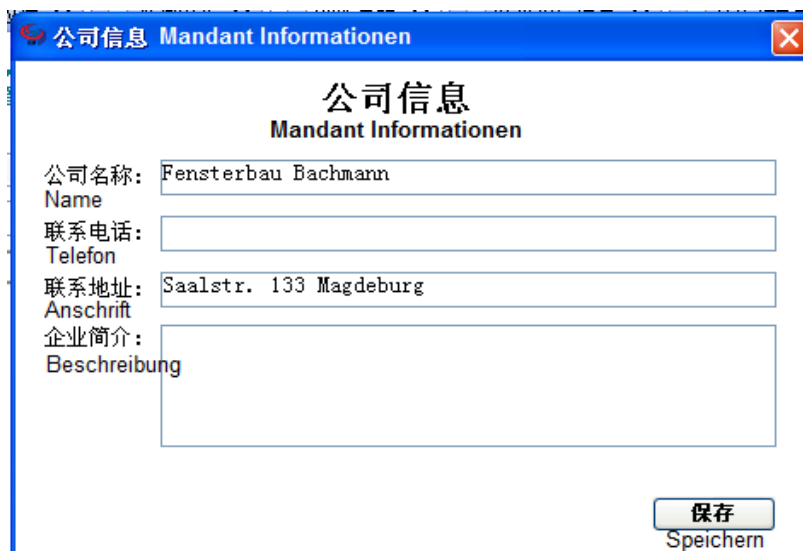 公司信息 Mandant Informationen
公司信息
Mandant Informationen
公司名称: Fensterbau Bachmann
Name
联系电话:
Telefon
联系地址: Saalstr. 133 Magdeburg
Anschrift
企业简介:
Beschreibung
保存
Speichern